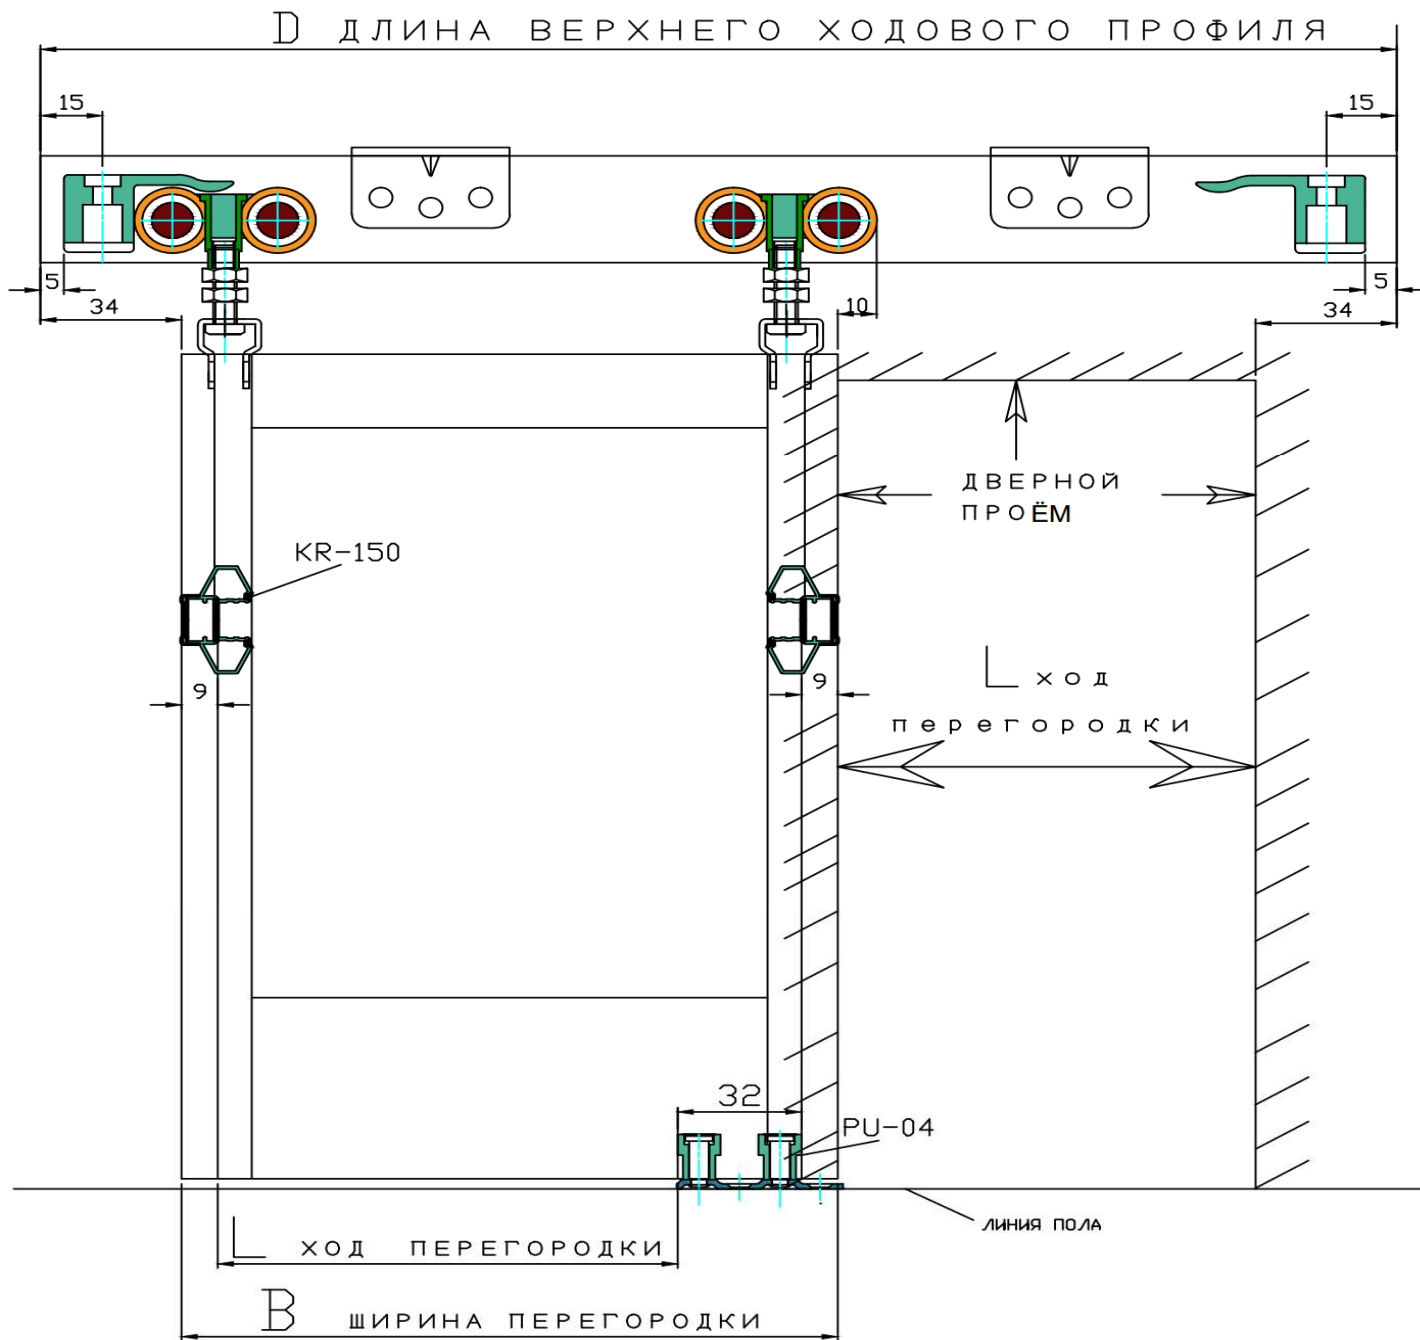 D ДЛИНА ВЕРХНЕГО ХОДОВОГО ПРОФИЛЯ
15
15
5
5
34
10
34
ДВЕРНОЙ
ПРОЁМ
KR-150
L ход
перегородки
9
9
32
PU-04
ЛИНИЯ ПОЛА
L ХОД ПЕРЕГОРОДКИ
B ШИРИНА ПЕРЕГОРОДКИ